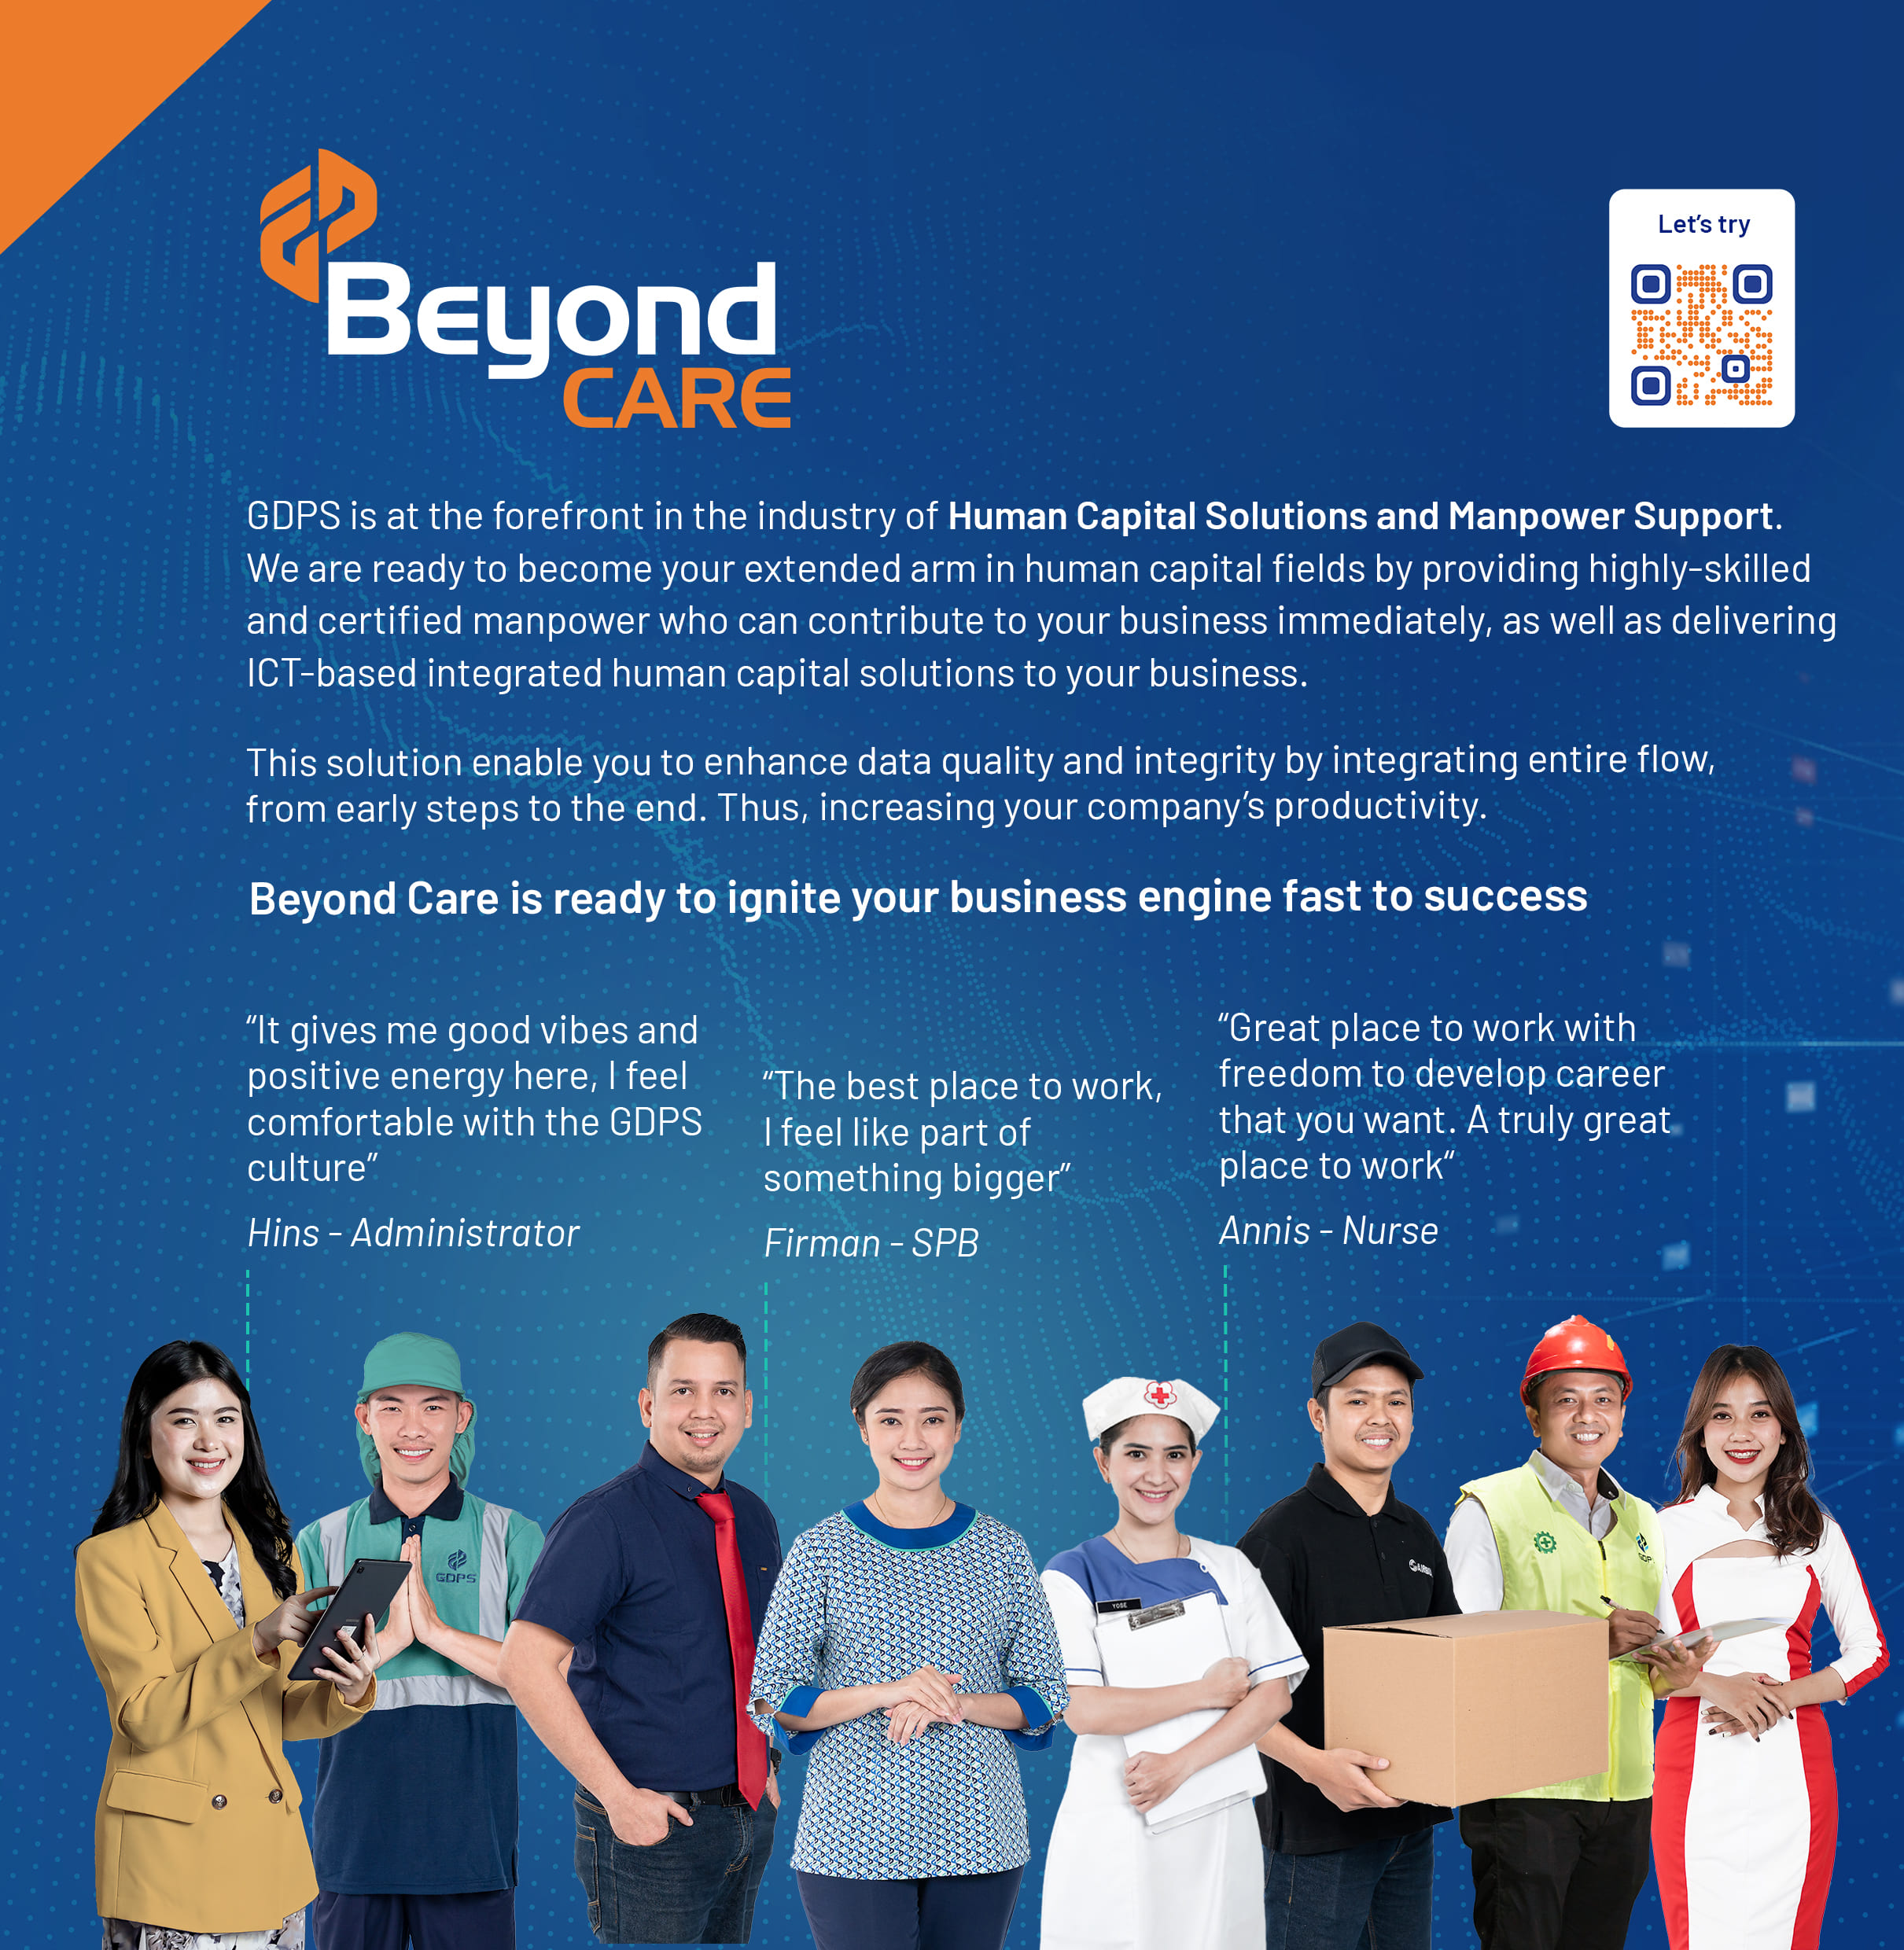 Beyond
CARE
Let’s try
GDPS is at the forefront in the industry of Human Capital Solutions and Manpower Support.
We are ready to become your extended arm in human capital fields by providing highly-skilled
and certified manpower who can contribute to your business immediately, as well as delivering
ICT-based integrated human capital solutions to your business.
This solution enable you to enhance data quality and integrity by integrating entire flow,
from early steps to the end. Thus, increasing your company’s productivity.
Beyond Care is ready to ignite your business engine fast to success
“It gives me good vibes and
positive energy here, I feel
comfortable with the GDPS
culture”
Hins - Administrator
“The best place to work,
I feel like part of
something bigger”
Firman - SPB
“Great place to work with
freedom to develop career
that you want. A truly great
place to work“
Annis - Nurse
GDPS
YOSE